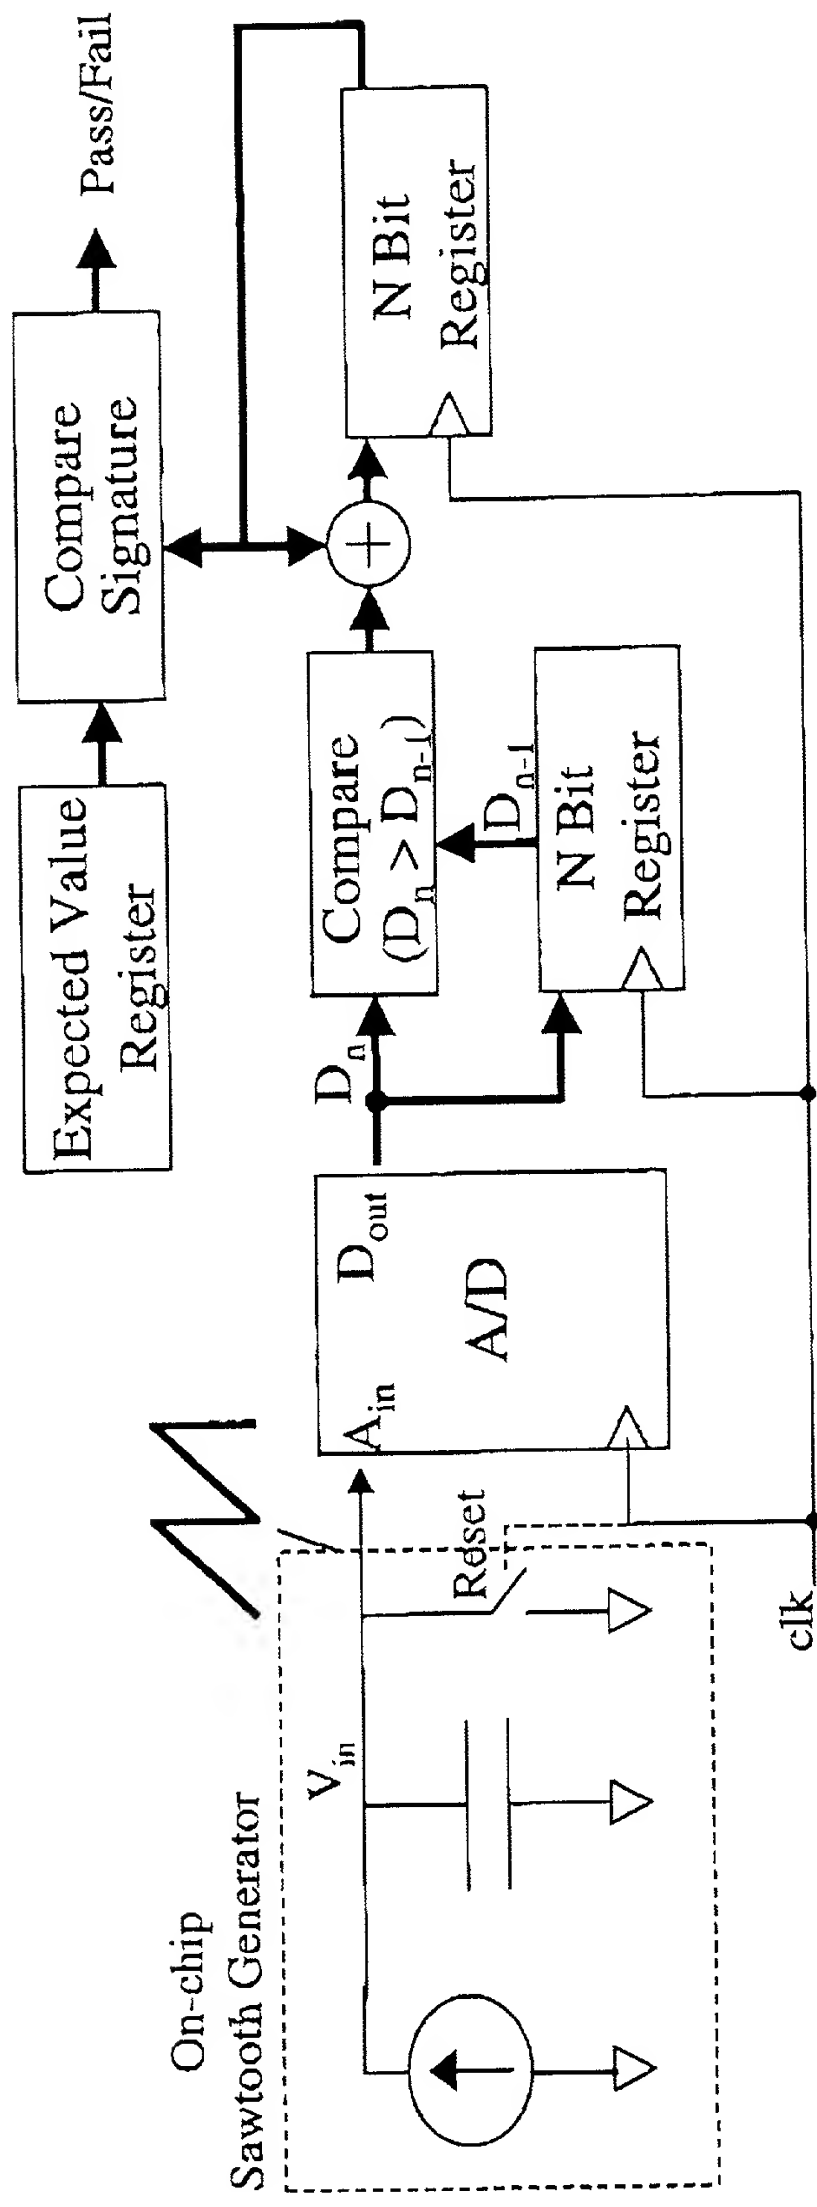 On-chip
Sawtooth Generator
V_in
Reset
clk
A_in
D_out
A/D
D_n
Compare
(D_n > D_n-1)
D_n-1
N Bit
Register
+
N Bit
Register
Expected Value
Register
Compare
Signature
Pass/Fail